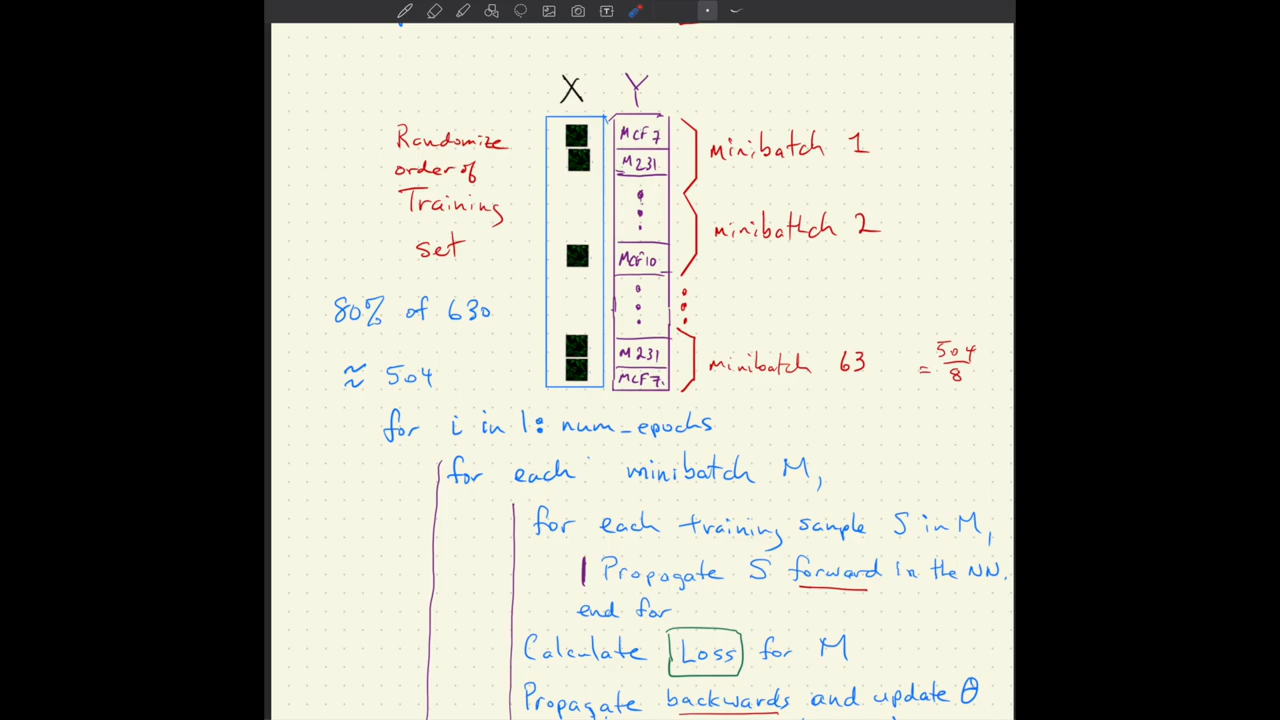 X Y
Randomize
order of
Training
set
80% of 630
≈ 504
MCF7
M231
MCF10
M231
MCF7
minibatch 1
minibatch 2
minibatch 63 = 504/8
for i in 1: num_epochs
for each minibatch M,
for each training sample S in M,
Propagate S forward in the NN.
end for
Calculate Loss for M
Propagate backwards and update θ